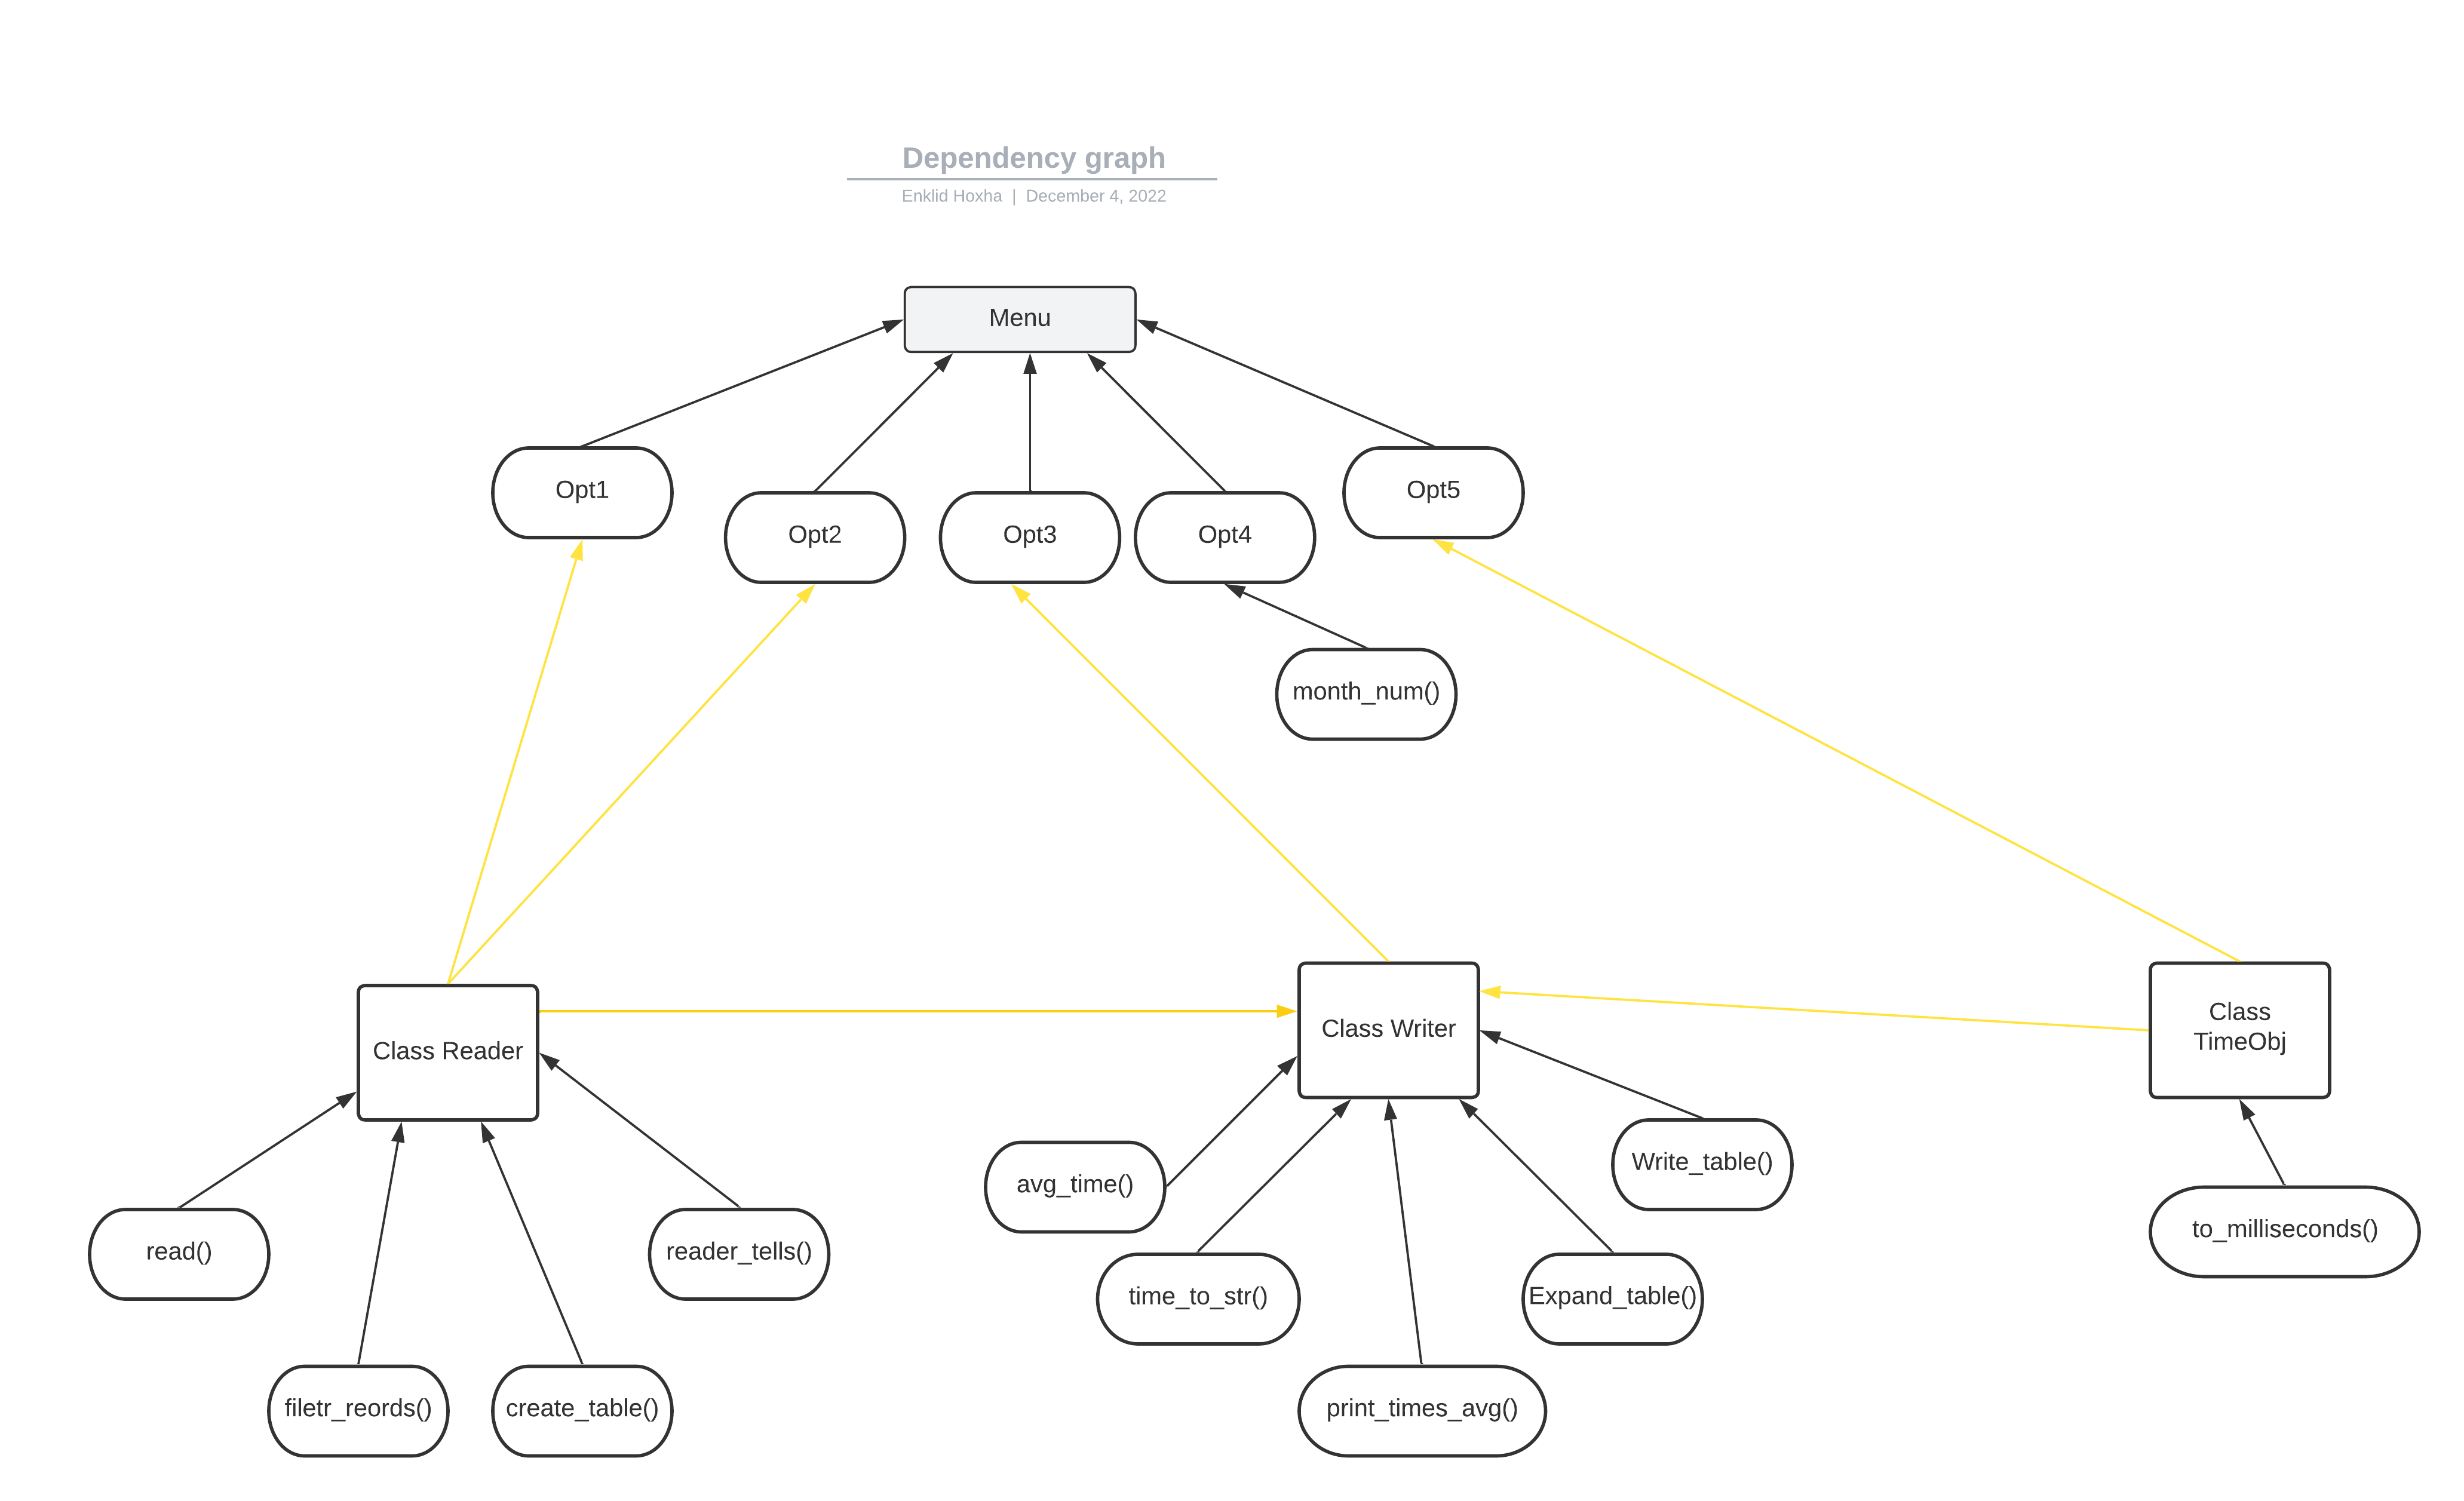 Dependency graph
Enklid Hoxha | December 4, 2022
Menu
Opt1
Opt2
Opt3
Opt4
Opt5
month_num()
Class Reader
Class Writer
Class
TimeObj
read()
reader_tells()
filetr_reords()
create_table()
avg_time()
time_to_str()
print_times_avg()
Expand_table()
Write_table()
to_milliseconds()